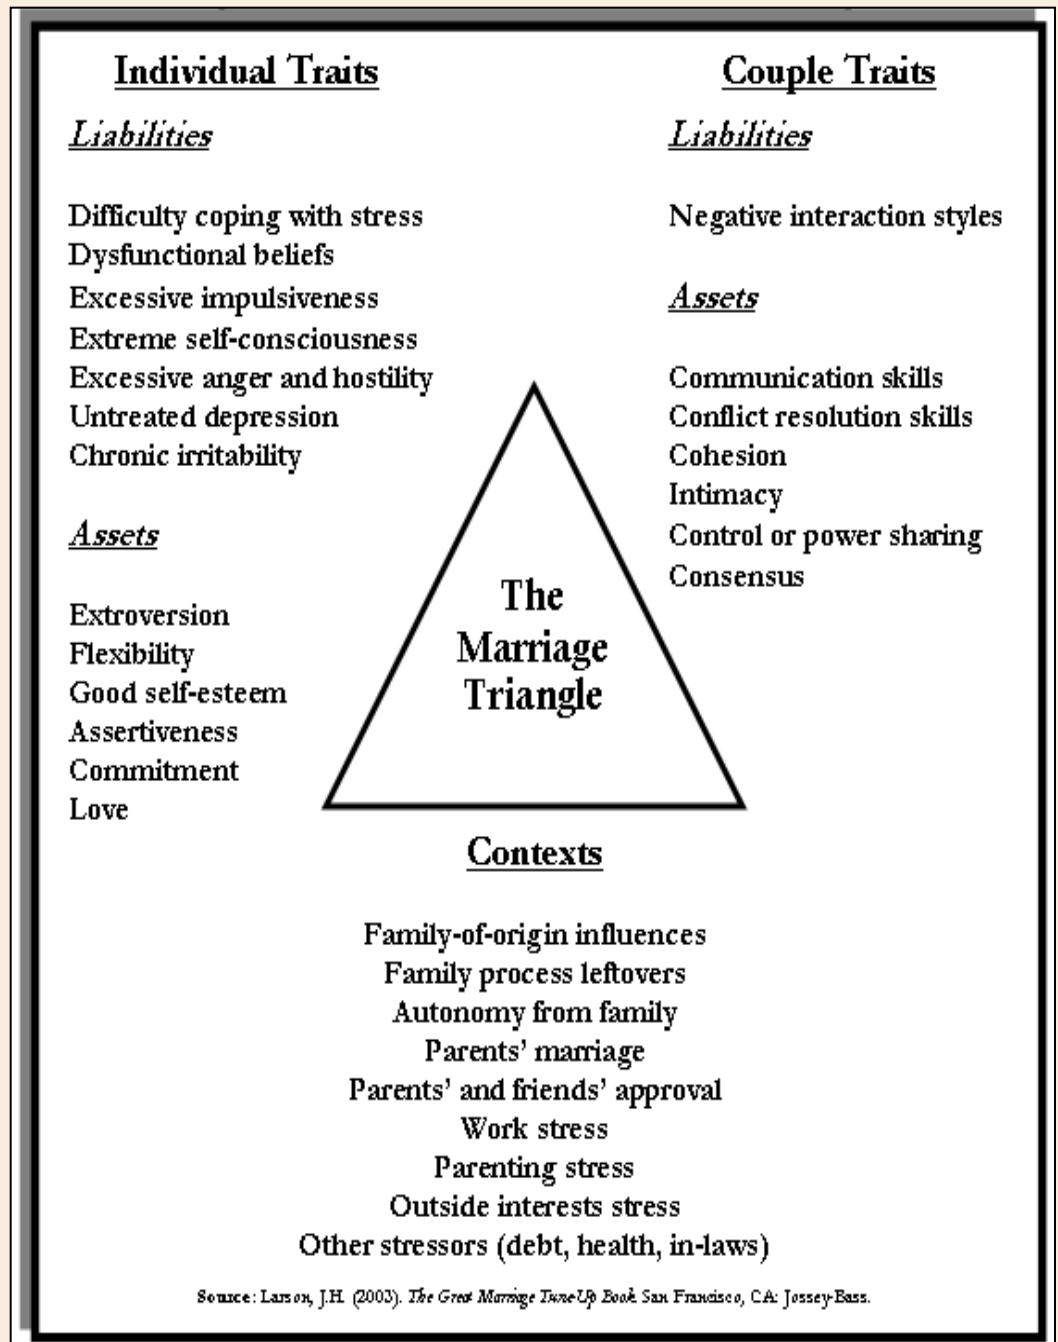 Individual Traits
Liabilities
Difficulty coping with stress
Dysfunctional beliefs
Excessive impulsiveness
Extreme self-consciousness
Excessive anger and hostility
Untreated depression
Chronic irritability
Assets
Extroversion
Flexibility
Good self-esteem
Assertiveness
Commitment
Love
Couple Traits
Liabilities
Negative interaction styles
Assets
Communication skills
Conflict resolution skills
Cohesion
Intimacy
Control or power sharing
Consensus
The
Marriage
Triangle
Contexts
Family-of-origin influences
Family process leftovers
Autonomy from family
Parents’ marriage
Parents’ and friends’ approval
Work stress
Parenting stress
Outside interests stress
Other stressors (debt, health, in-laws)
Source: Larson, J.H. (2003). The Great Marriage Tune-Up Book. San Francisco, CA: Jossey-Bass.